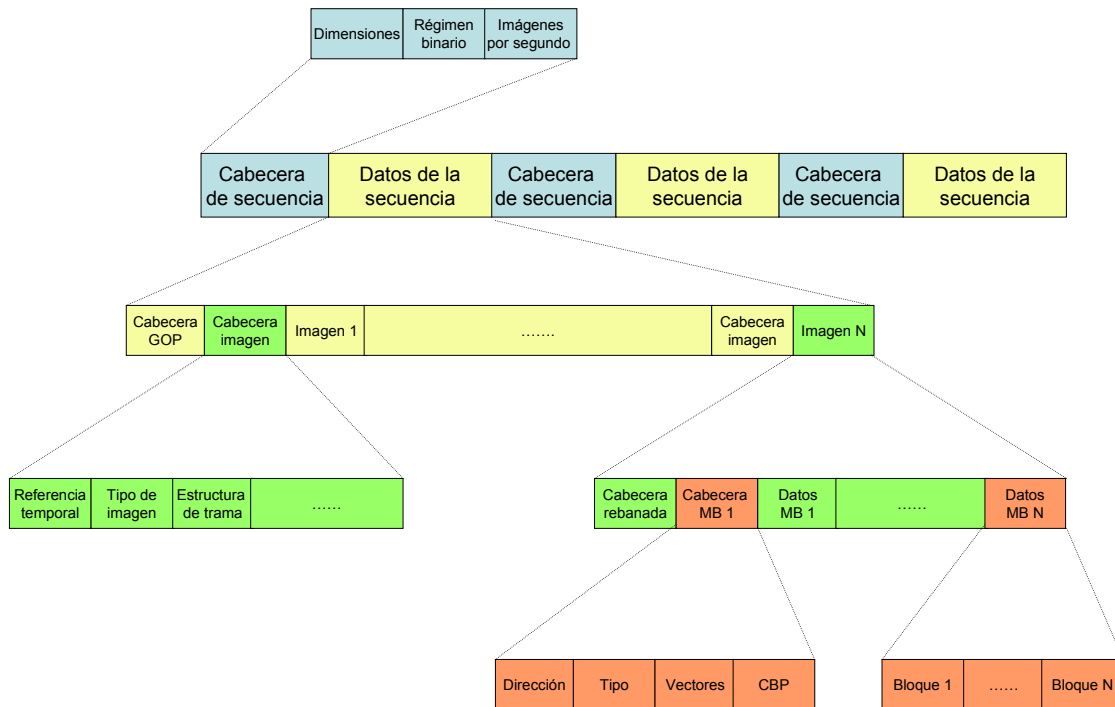 Dimensiones
Régimen
binario
Imágenes
por segundo
Cabecera
de secuencia
Datos de la
secuencia
Cabecera
de secuencia
Datos de la
secuencia
Cabecera
de secuencia
Datos de la
secuencia
Cabecera
GOP
Cabecera
imagen
Imagen 1
.......
Cabecera
imagen
Imagen N
Referencia
temporal
Tipo de
imagen
Estructura
de trama
......
Cabecera
rebanada
Cabecera
MB 1
Datos
MB 1
......
Datos
MB N
Dirección
Tipo
Vectores
CBP
Bloque 1
......
Bloque N